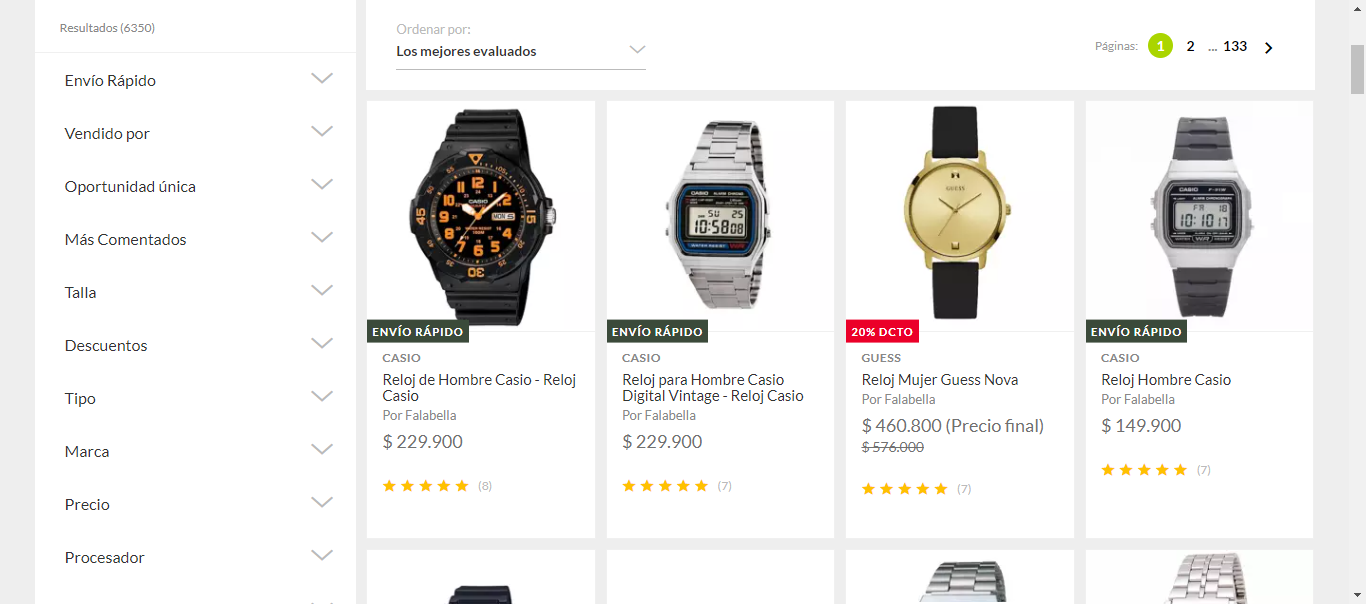 Resultados (6350)
Envío Rápido
Vendido por
Oportunidad única
Más Comentados
Talla
Descuentos
Tipo
Marca
Precio
Procesador
Ordenar por:
Los mejores evaluados
Páginas: 1 2 ... 133
ENVÍO RÁPIDO
CASIO
Reloj de Hombre Casio - Reloj
Casio
Por Falabella
$ 229.900
(8)
ENVÍO RÁPIDO
CASIO
Reloj para Hombre Casio
Digital Vintage - Reloj Casio
Por Falabella
$ 229.900
(7)
GUESS
20% DCTO
GUESS
Reloj Mujer Guess Nova
Por Falabella
$ 460.800 (Precio final)
$ 576.000
(7)
ENVÍO RÁPIDO
CASIO
Reloj Hombre Casio
Por Falabella
$ 149.900
(7)